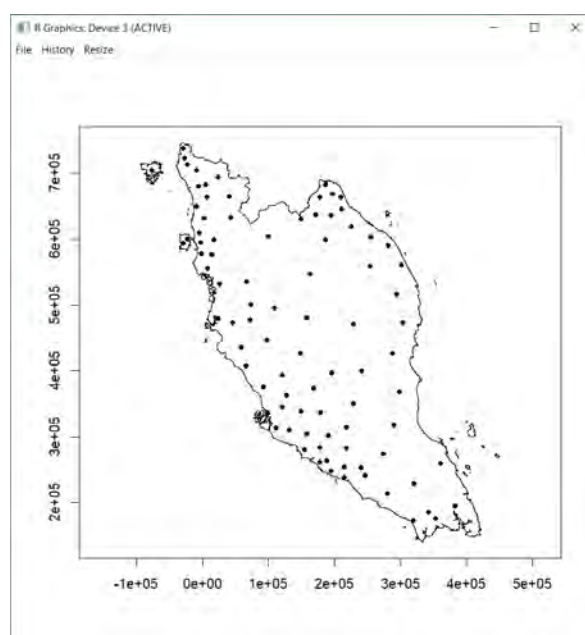 R Graphics: Device 3 (ACTIVE)
File History Resize
7e+05
6e+05
5e+05
4e+05
3e+05
2e+05
-1e+05 0e+00 1e+05 2e+05 3e+05 4e+05 5e+05